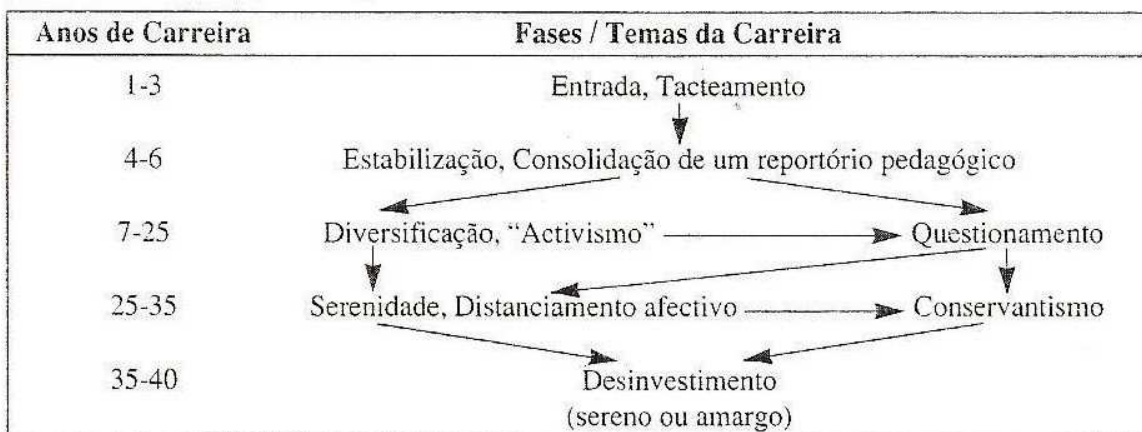 Anos de Carreira Fases / Temas da Carreira
1-3 Entrada, Tacteamento
4-6 Estabilização, Consolidação de um reportório pedagógico
7-25 Diversificação, “Activismo” Questionamento
25-35 Serenidade, Distanciamento afectivo Conservantismo
35-40 Desinvestimento
(sereno ou amargo)